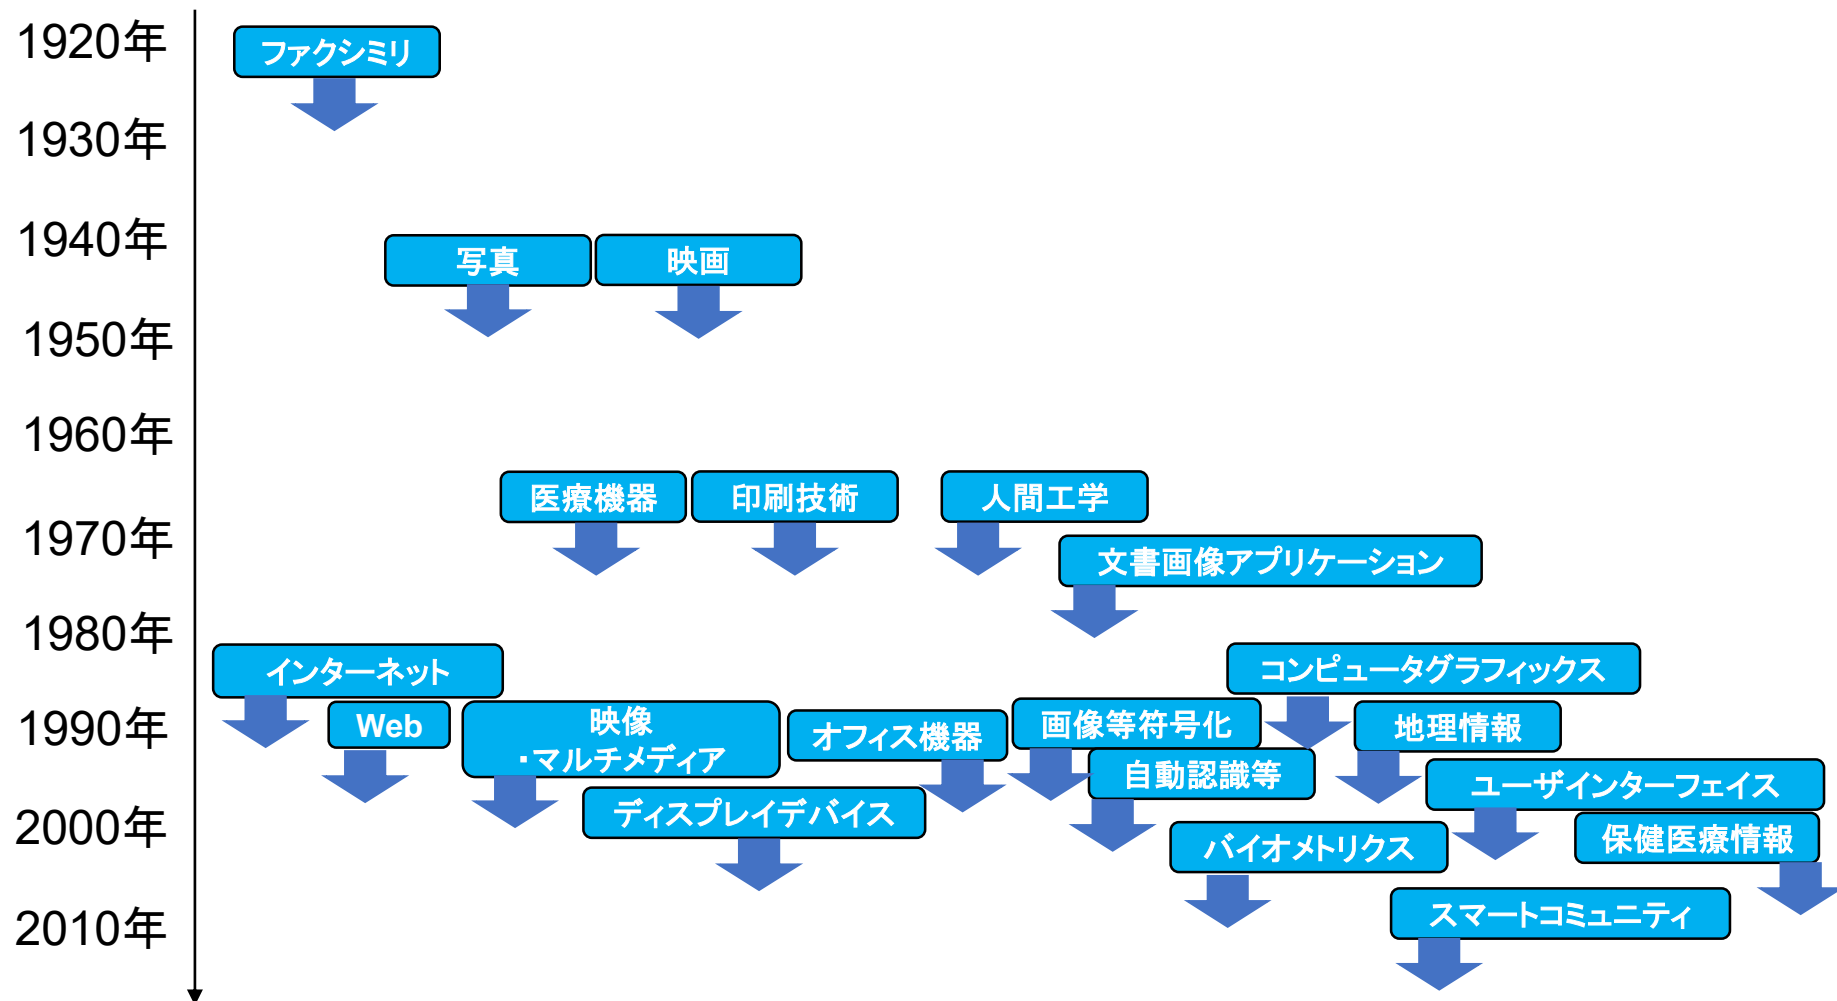 1920年
ファクシミリ
1930年
1940年
写真
映画
1950年
1960年
医療機器
印刷技術
人間工学
1970年
文書画像アプリケーション
1980年
インターネット
コンピュータグラフィックス
1990年
Web
映像
・マルチメディア
オフィス機器
画像等符号化
地理情報
自動認識等
ユーザインターフェイス
ディスプレイデバイス
2000年
バイオメトリクス
保健医療情報
スマートコミュニティ
2010年